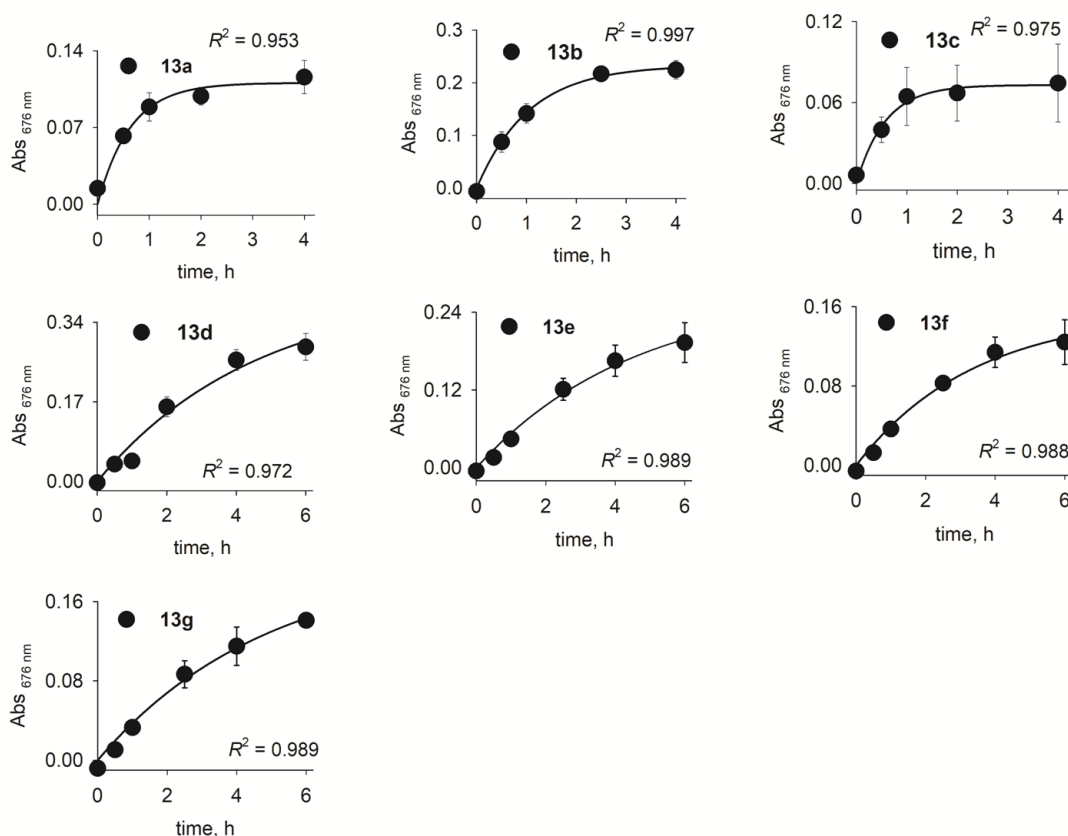 R² = 0.953
13a
0.14
0.07
0.00
Abs 676 nm
0 1 2 3 4
time, h
R² = 0.997
13b
0.3
0.2
0.1
0.0
Abs 676 nm
0 1 2 3 4
time, h
R² = 0.975
13c
0.12
0.06
0.00
Abs 676 nm
0 1 2 3 4
time, h
13d
0.34
0.17
0.00
Abs 676 nm
R² = 0.972
0 2 4 6
time, h
13e
0.24
0.12
0.00
Abs 676 nm
R² = 0.989
0 2 4 6
time, h
13f
0.16
0.08
0.00
Abs 676 nm
R² = 0.988
0 2 4 6
time, h
13g
0.16
0.08
0.00
Abs 676 nm
R² = 0.989
0 2 4 6
time, h